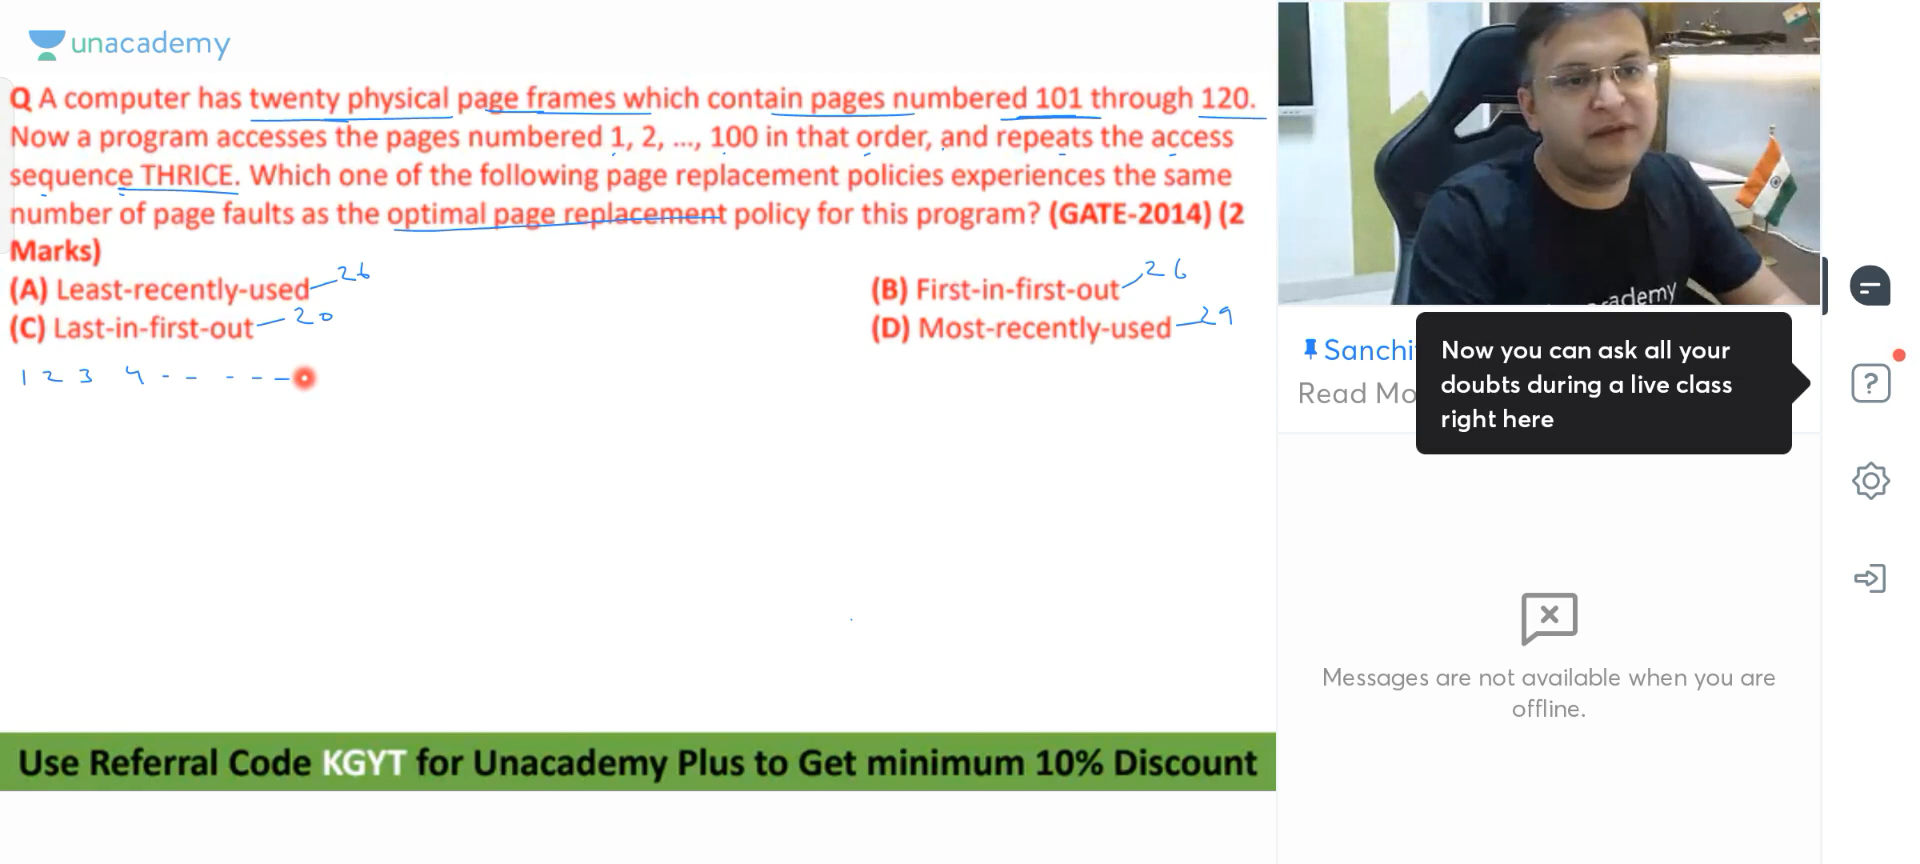 unacademy
Q A computer has twenty physical page frames which contain pages numbered 101 through 120.
Now a program accesses the pages numbered 1, 2, ..., 100 in that order, and repeats the access
sequence THRICE. Which one of the following page replacement policies experiences the same
number of page faults as the optimal page replacement policy for this program? (GATE-2014) (2
Marks)
(A) Least-recently-used 26
(B) First-in-first-out 26
(C) Last-in-first-out 20
(D) Most-recently-used 29
1 2 3 4 - - - - -
Use Referral Code KGYT for Unacademy Plus to Get minimum 10% Discount
ademy
Sanchi
Read Mo
Now you can ask all your
doubts during a live class
right here
?
Messages are not available when you are
offline.